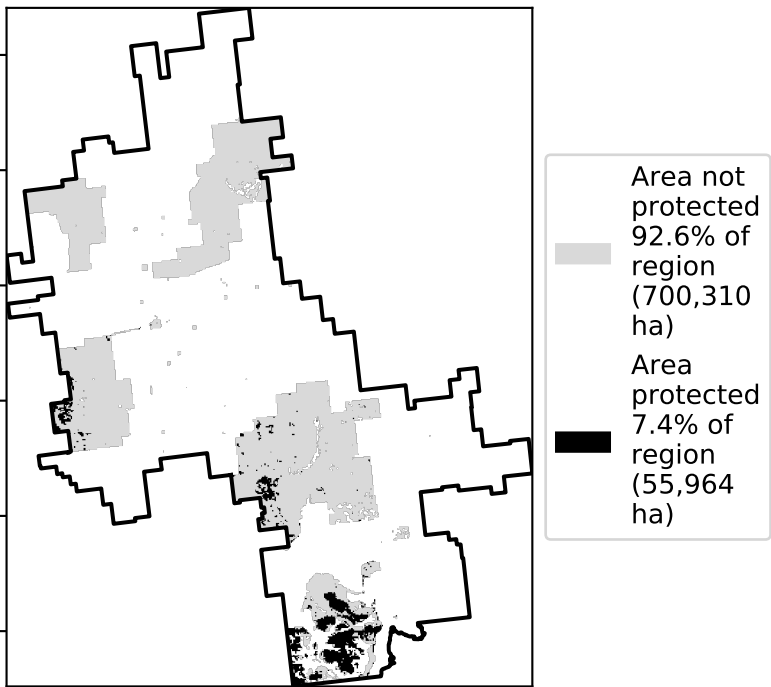 Area not
protected
92.6% of
region
(700,310
ha)
Area
protected
7.4% of
region
(55,964
ha)